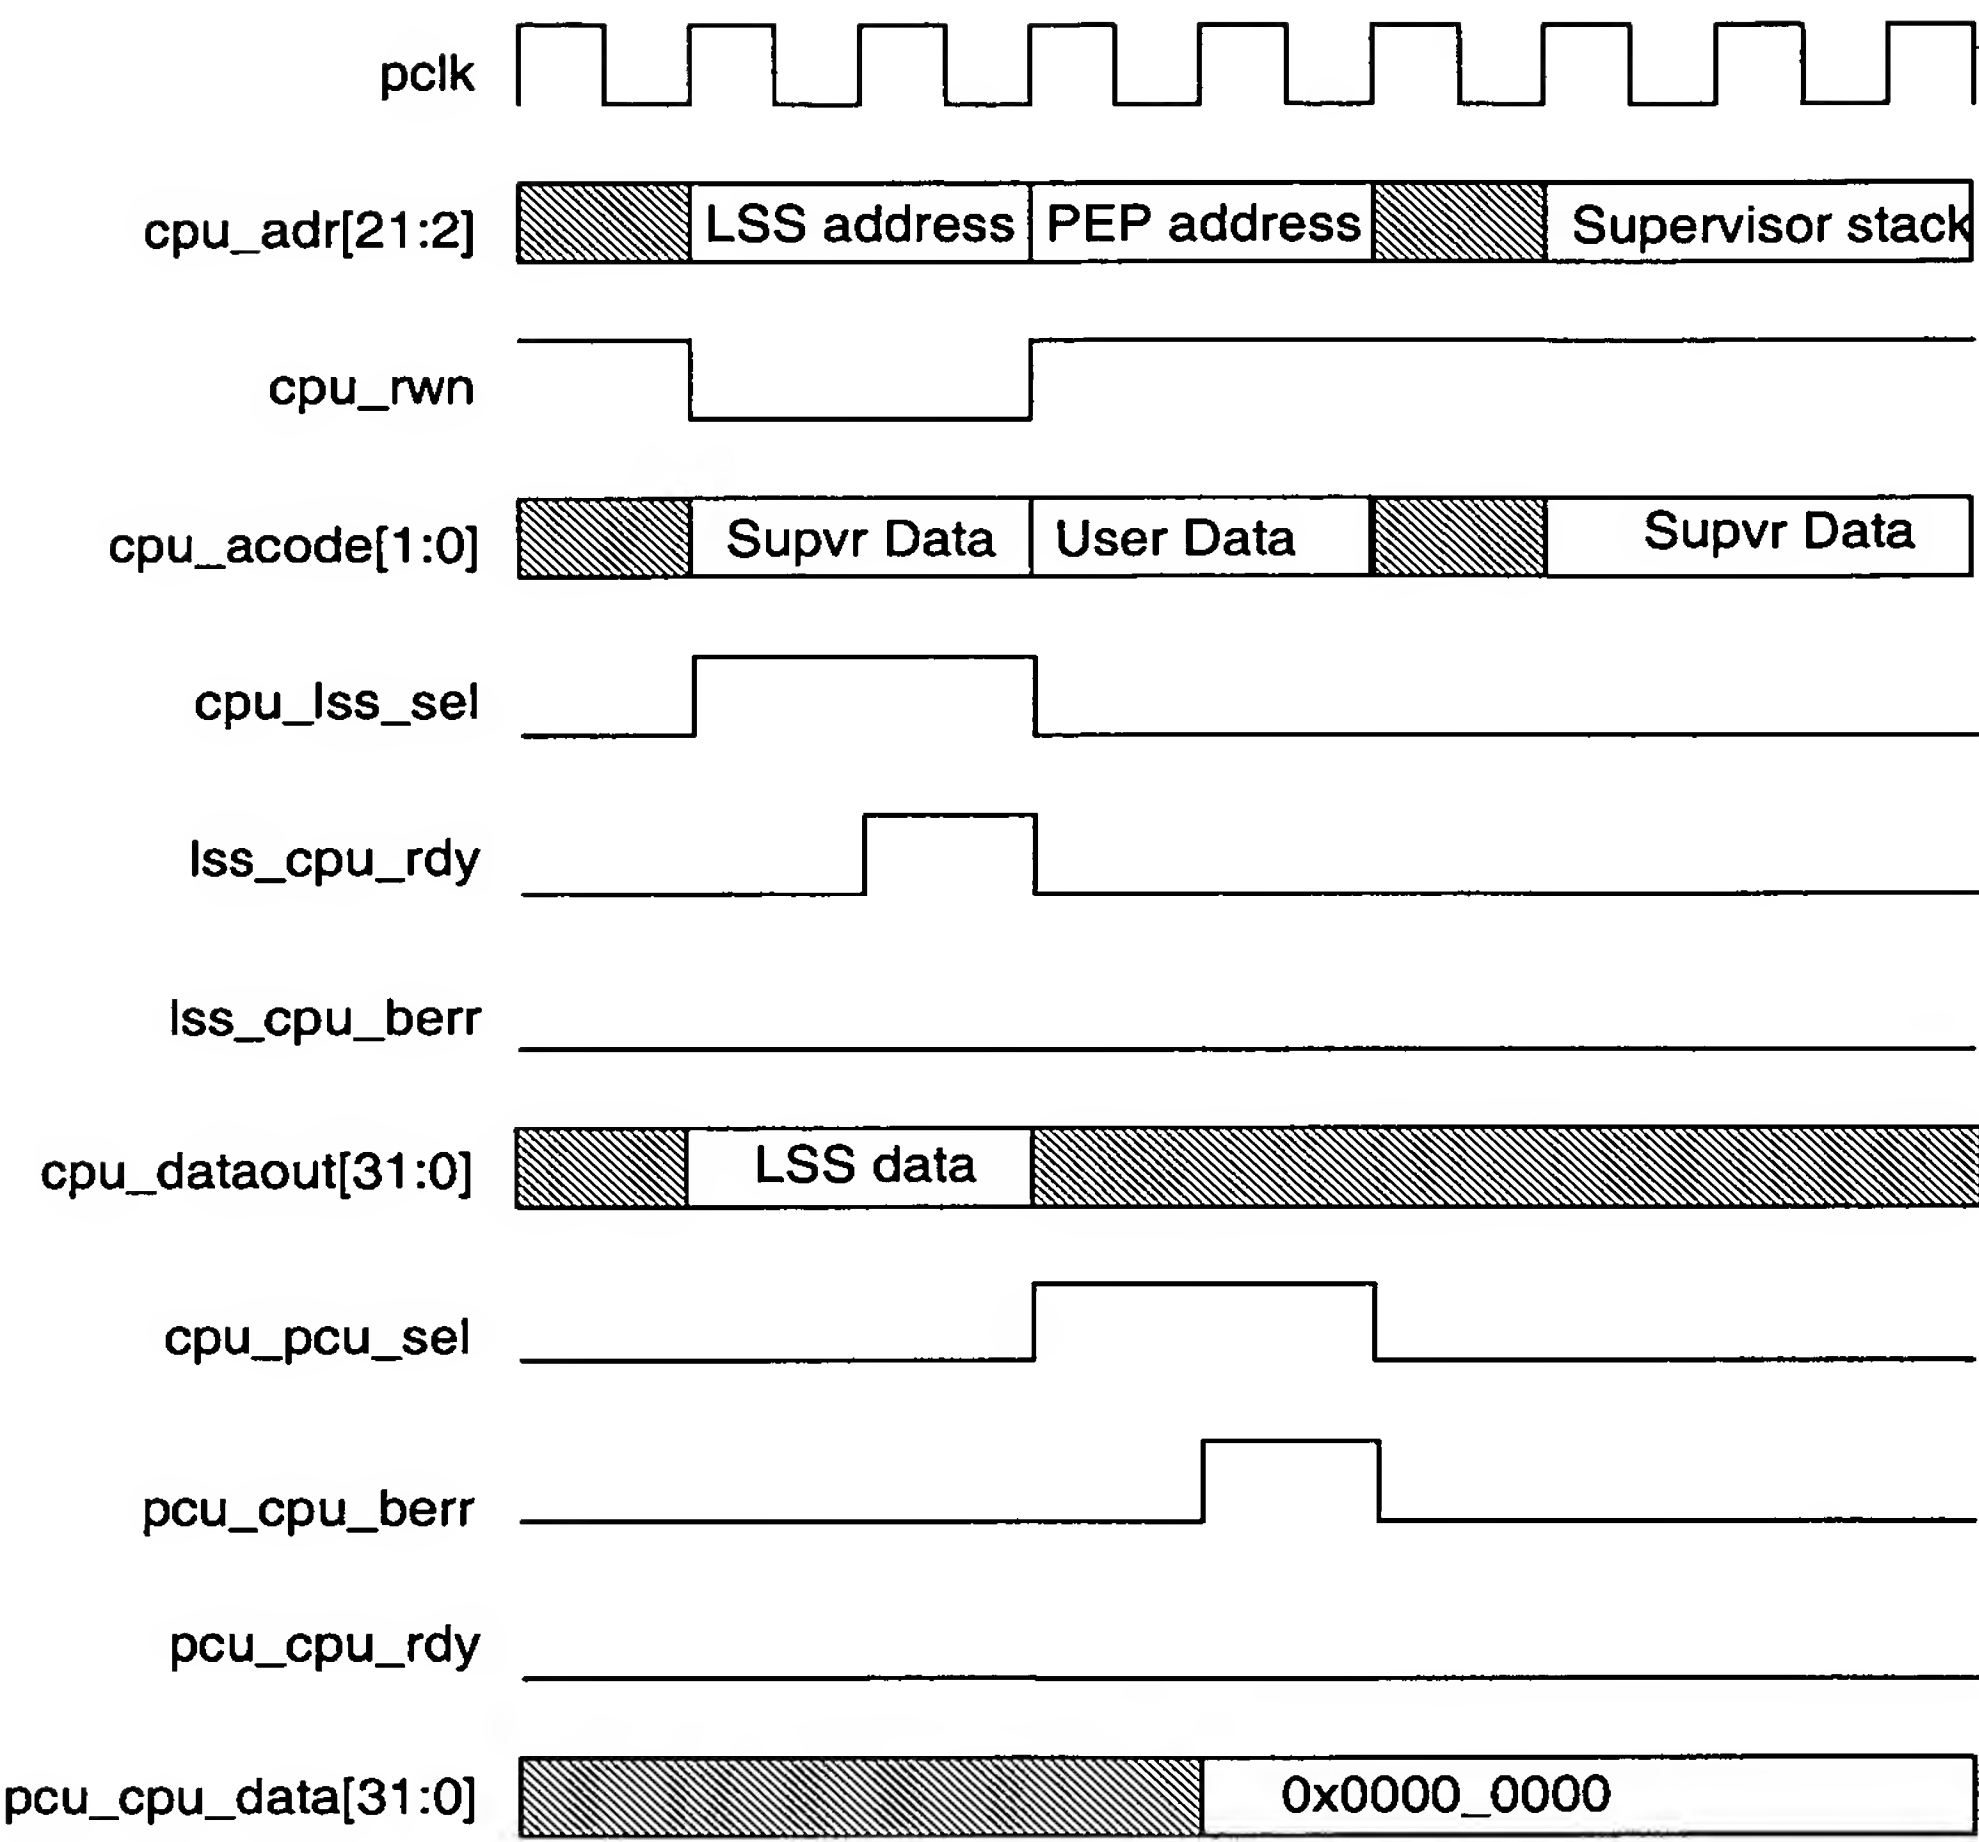 pclk
cpu_adr[21:2] LSS address PEP address Supervisor stack
cpu_rwn
cpu_acode[1:0] Supvr Data User Data Supvr Data
cpu_lss_sel
lss_cpu_rdy
lss_cpu_berr
cpu_dataout[31:0] LSS data
cpu_pcu_sel
pcu_cpu_berr
pcu_cpu_rdy
pcu_cpu_data[31:0] 0x0000_0000